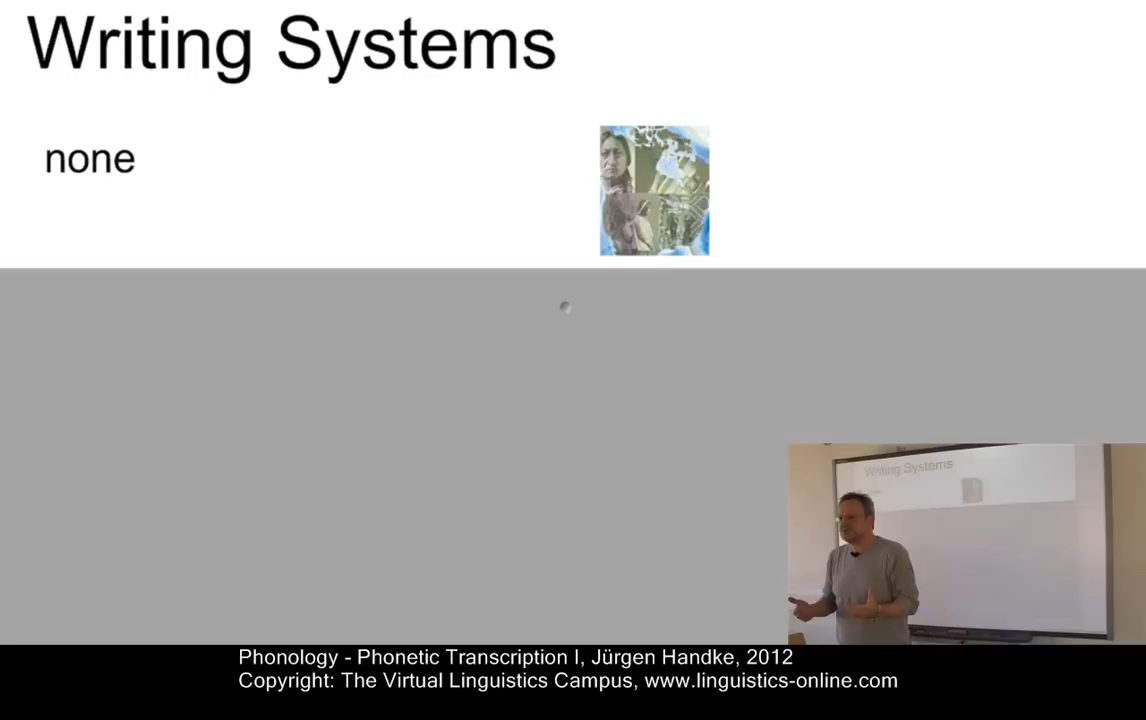 Writing Systems
none
Writing Systems
Phonology - Phonetic Transcription I, Jürgen Handke, 2012
Copyright: The Virtual Linguistics Campus, www.linguistics-online.com